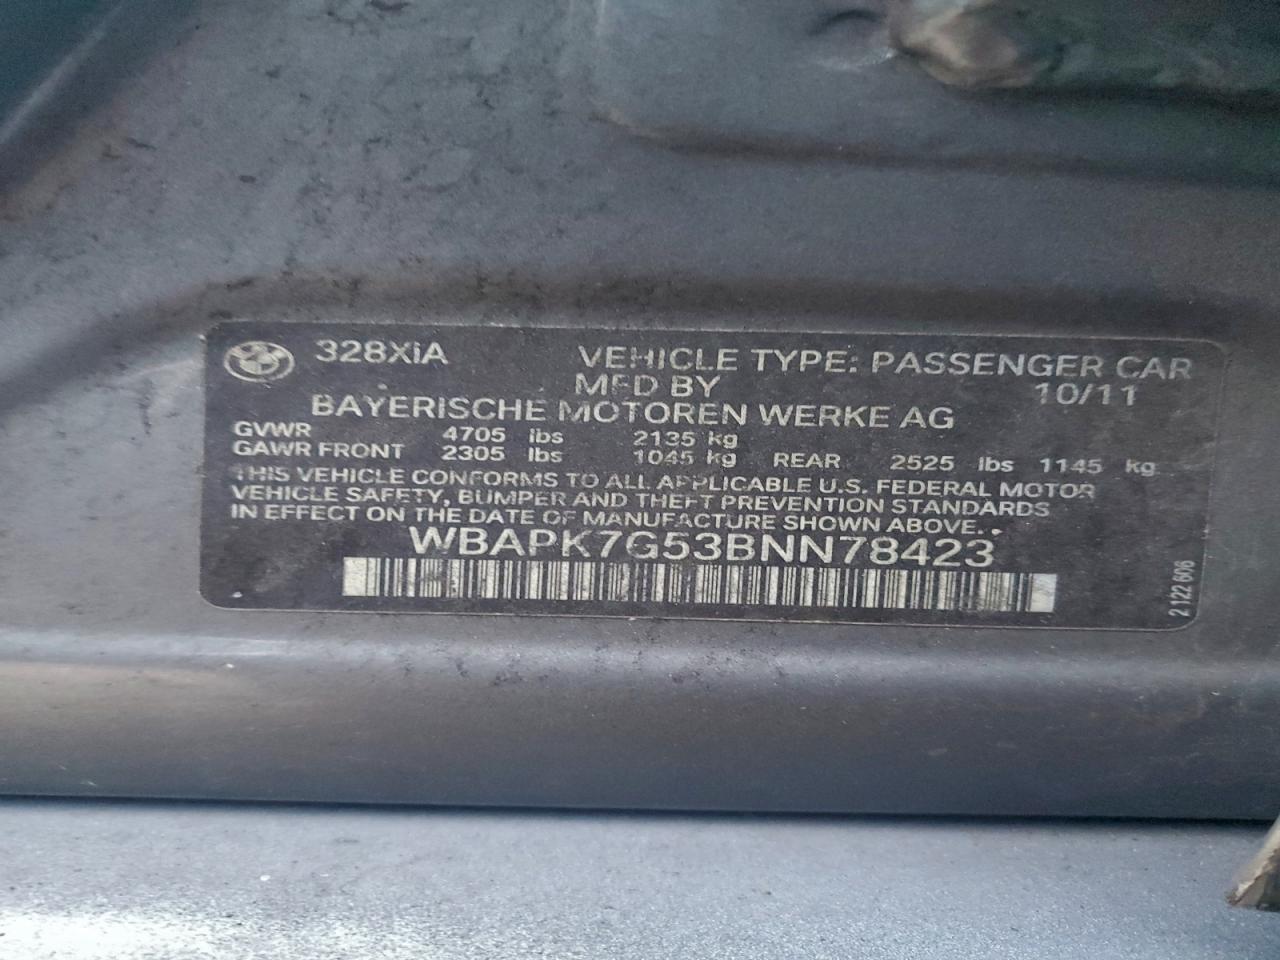 328XiA VEHICLE TYPE: PASSENGER CAR
MFD BY 10/11
BAYERISCHE MOTOREN WERKE AG
GVWR 4705 lbs 2135 kg
GAWR FRONT 2305 lbs 1045 kg REAR 2525 lbs 1145 kg
THIS VEHICLE CONFORMS TO ALL APPLICABLE U.S. FEDERAL MOTOR
VEHICLE SAFETY, BUMPER AND THEFT PREVENTION STANDARDS
IN EFFECT ON THE DATE OF MANUFACTURE SHOWN ABOVE.
WBAPK7G53BNN78423
2122606